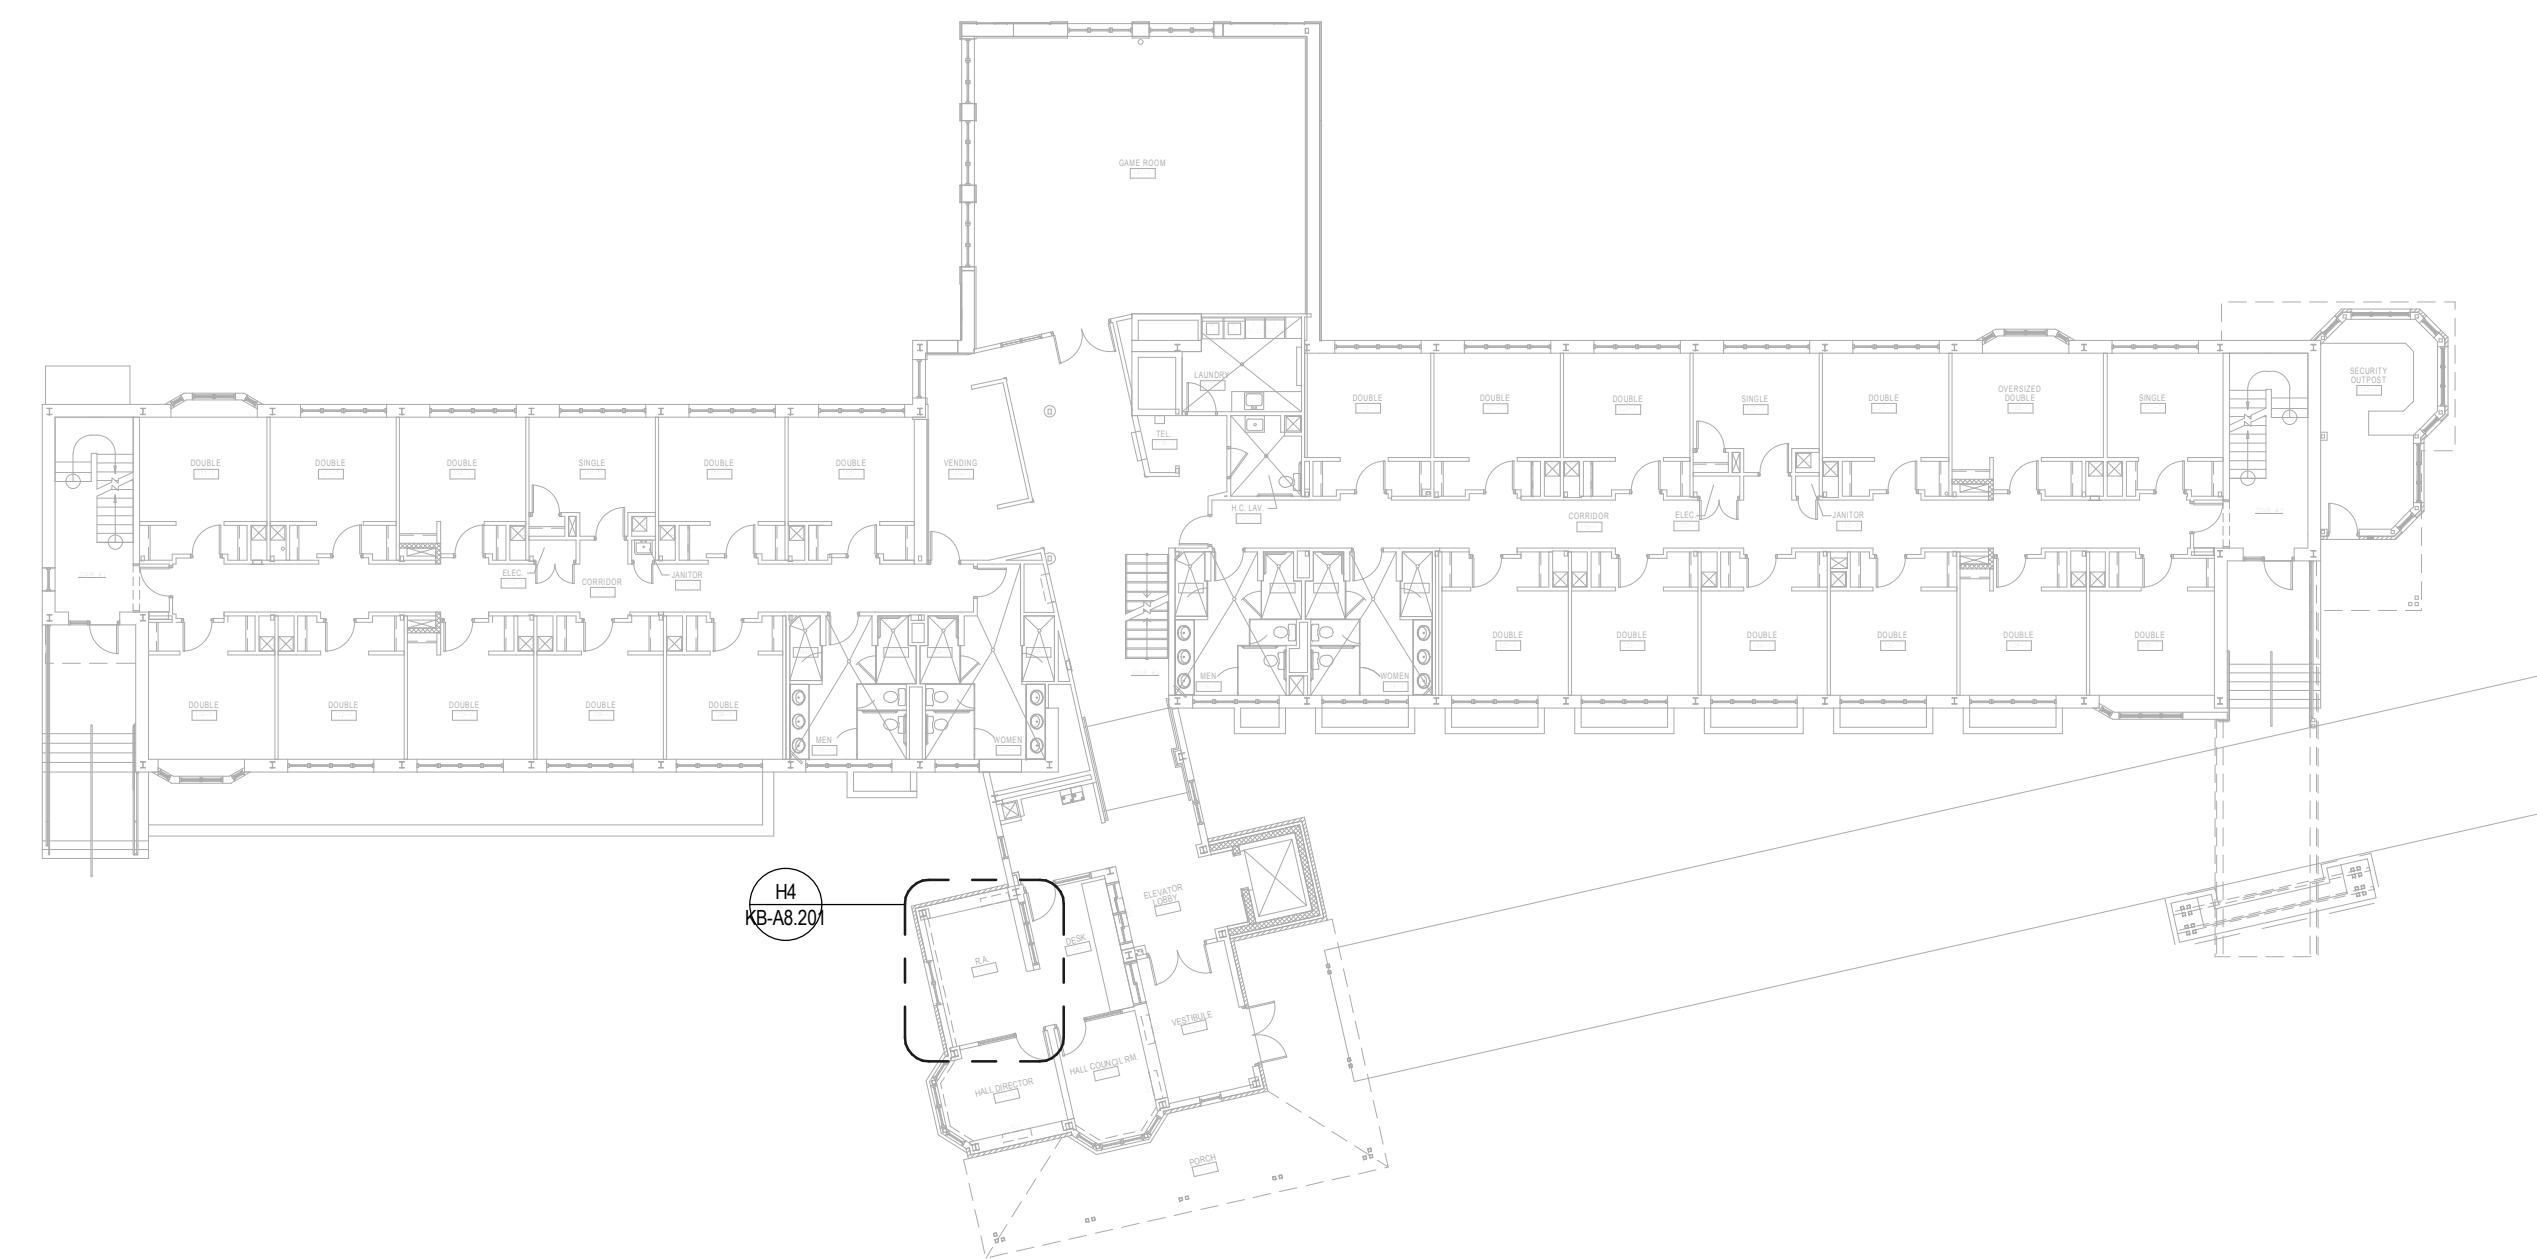 GAME ROOM
LAUNDRY
DOUBLE
DOUBLE
DOUBLE
SINGLE
DOUBLE
OVERSIZED
DOUBLE
SINGLE
SECURITY
OUTPOST
TEL.
DOUBLE
DOUBLE
DOUBLE
SINGLE
DOUBLE
DOUBLE
VENDING
H.C. LAV.
CORRIDOR
ELEC.
JANITOR
ELEC.
CORRIDOR
JANITOR
DOUBLE
DOUBLE
DOUBLE
DOUBLE
DOUBLE
DOUBLE
MEN
WOMEN
DOUBLE
DOUBLE
DOUBLE
DOUBLE
DOUBLE
MEN
WOMEN
H4
KB-A8.201
ELEVATOR
LOBBY
DESK
R.A.
VESTIBULE
HALL COUNCIL RM.
HALL DIRECTOR
PORCH